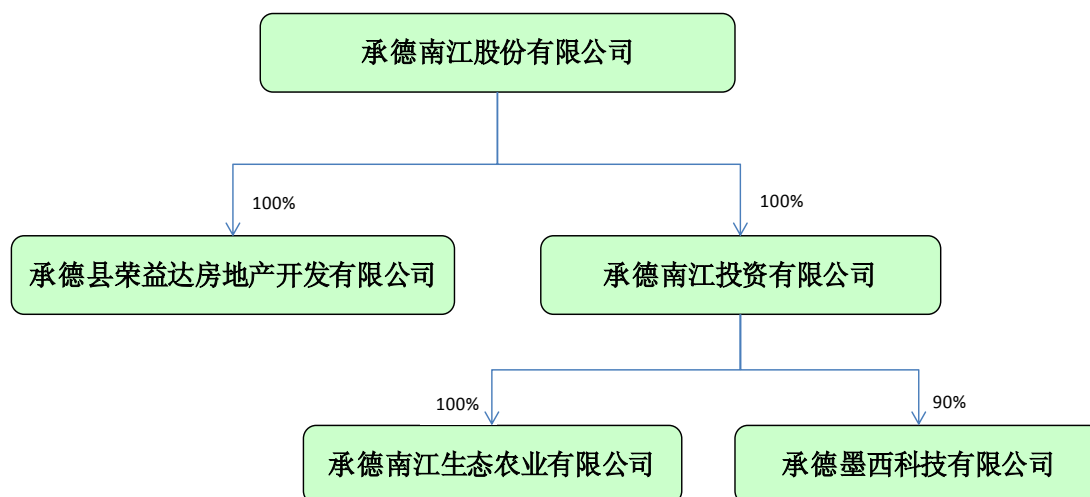 承德南江股份有限公司
100%
100%
承德县荣益达房地产开发有限公司
承德南江投资有限公司
100%
90%
承德南江生态农业有限公司
承德墨西科技有限公司